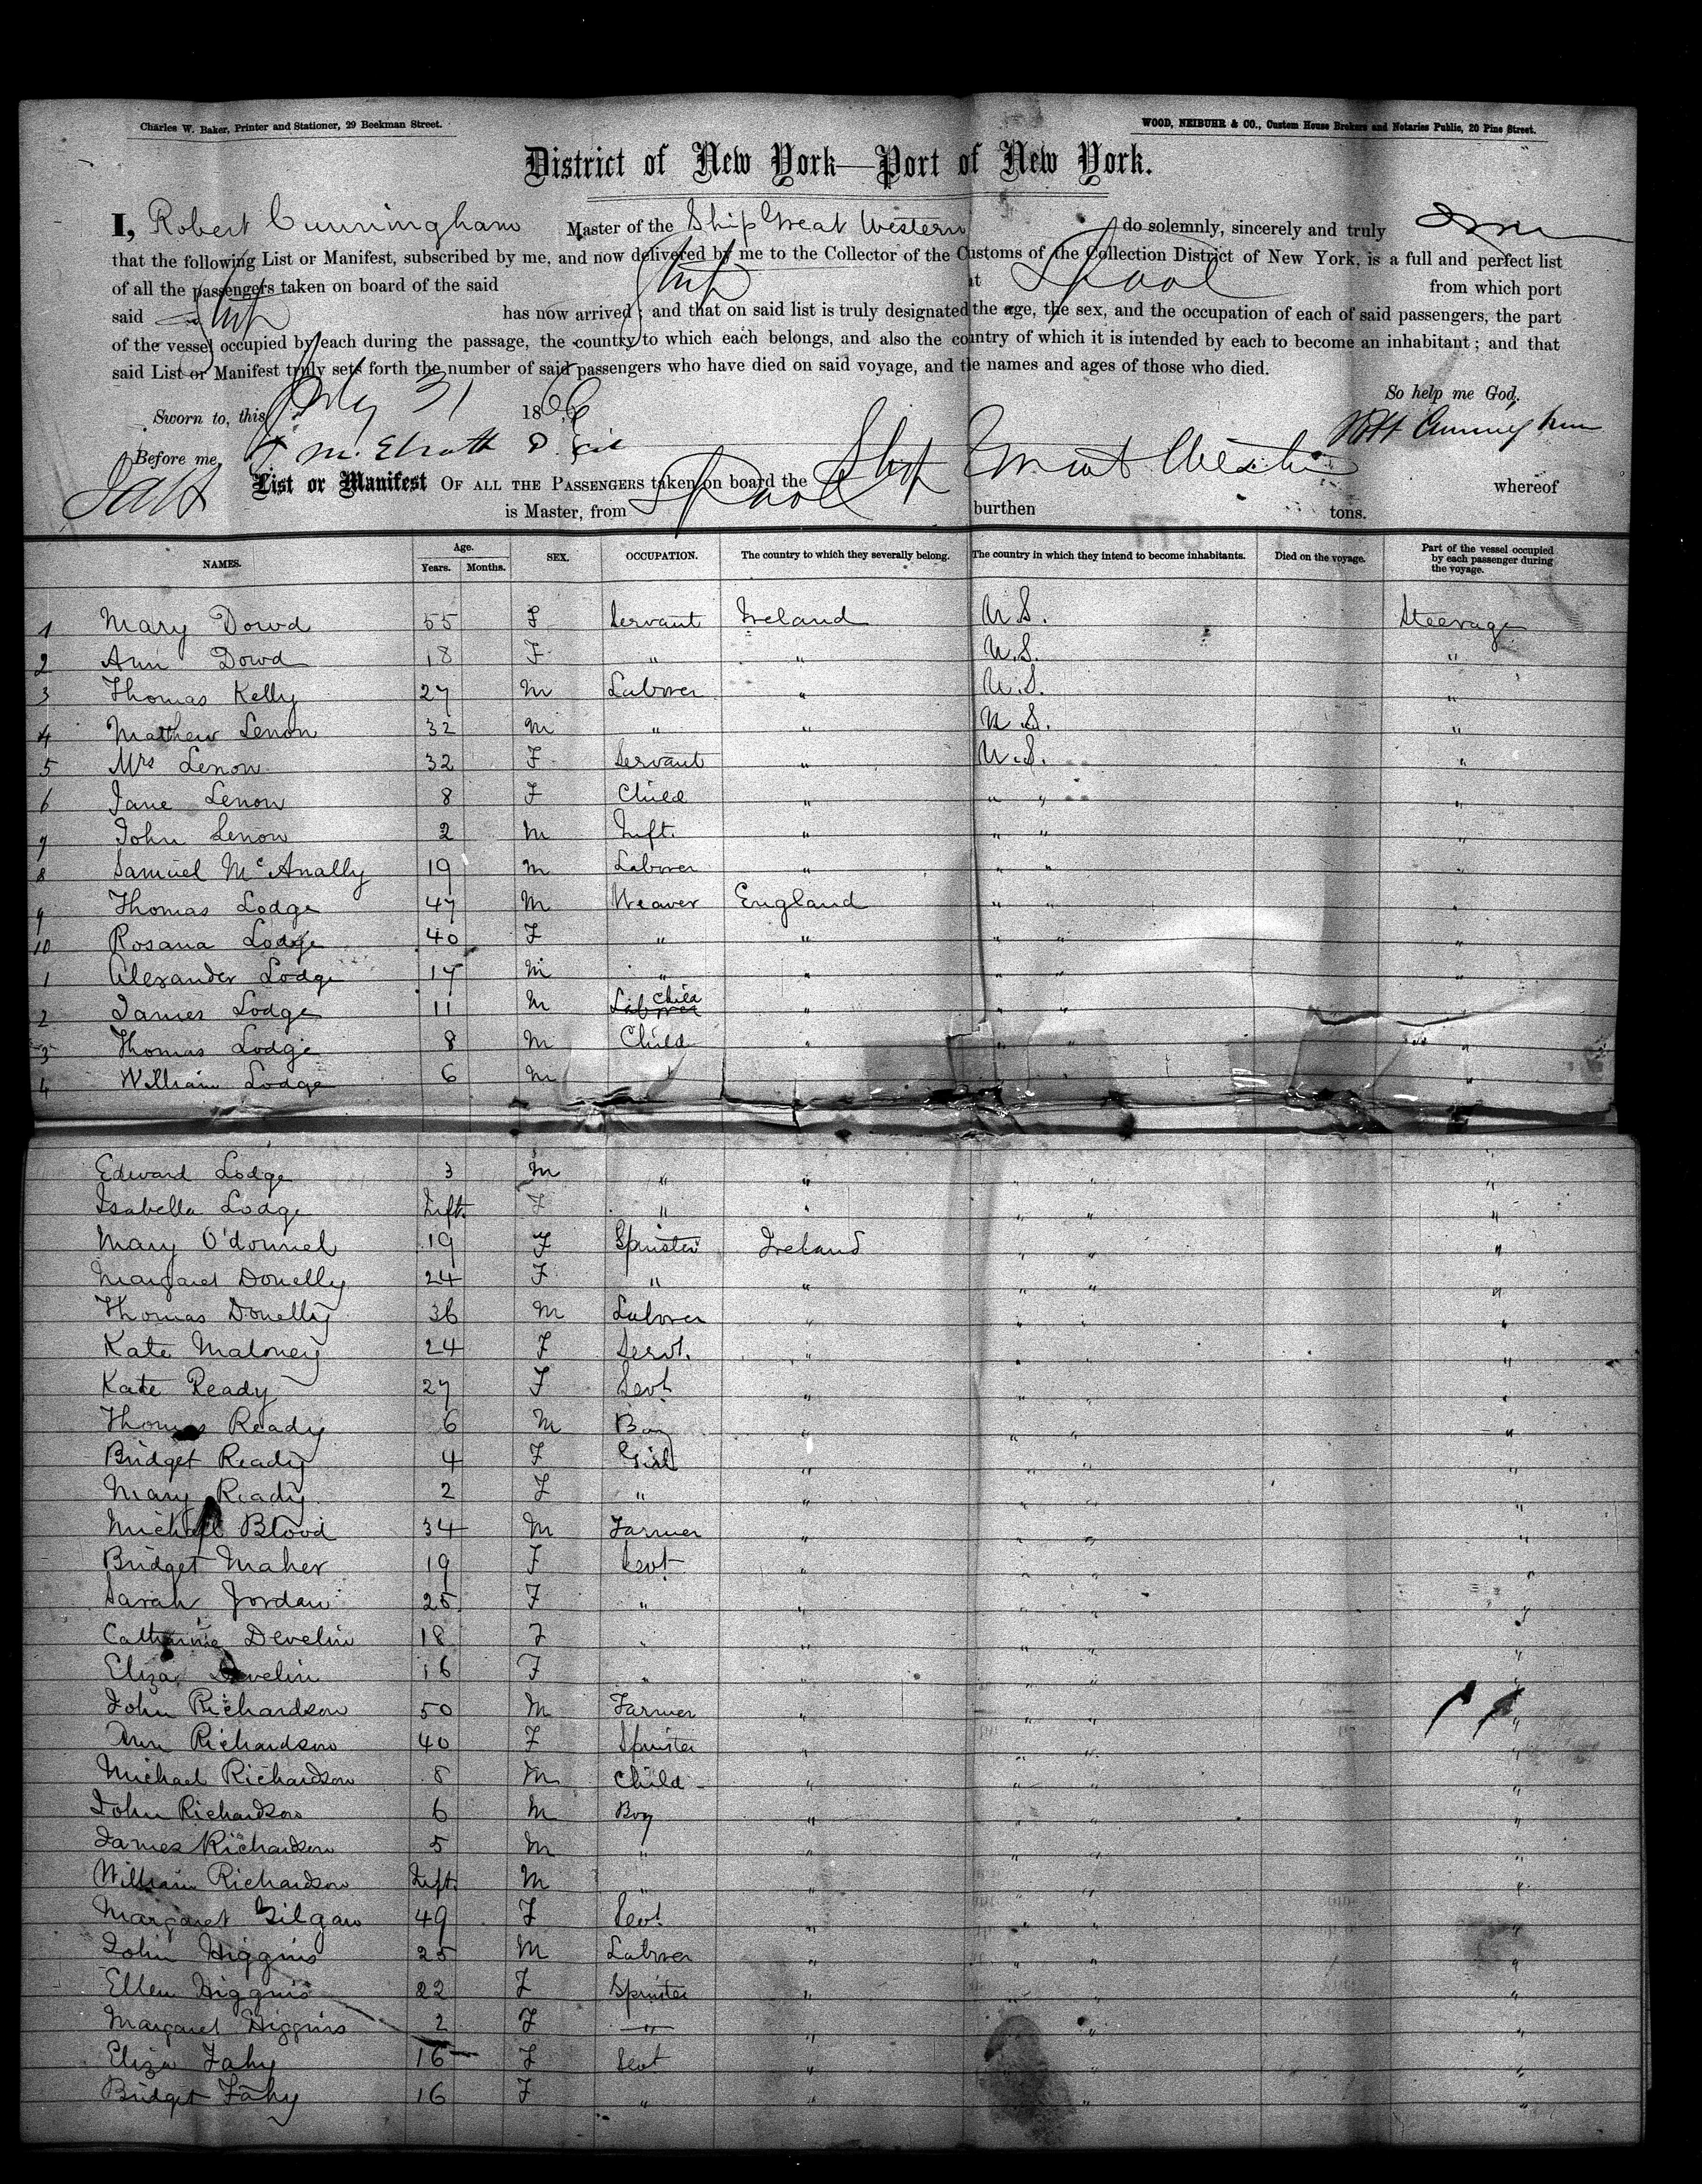 Charles W. Baker, Printer and Stationer, 29 Beekman Street.
WOOD, NEIBUHR & CO., Custom House Brokers and Notaries Public, 20 Pine Street.
District of New York—Port of New York.
I, Robert Cunningham Master of the Ship Great Western do solemnly, sincerely and truly
that the following List or Manifest, subscribed by me, and now delivered by me to the Collector of the Customs of the Collection District of New York, is a full and perfect list
of all the passengers taken on board of the said Ship at Lpool from which port
said Ship has now arrived; and that on said list is truly designated the age, the sex, and the occupation of each of said passengers, the part
of the vessel occupied by each during the passage, the country to which each belongs, and also the country of which it is intended by each to become an inhabitant; and that
said List or Manifest truly sets forth the number of said passengers who have died on said voyage, and the names and ages of those who died.
So help me God.
Sworn to, this July 31 1866
Before me,
List or Manifest OF ALL THE PASSENGERS taken on board the Ship Great Western whereof
is Master, from Lpool burthen tons.
NAMES. Age. Years. Months. SEX. OCCUPATION. The country to which they severally belong. The country in which they intend to become inhabitants. Died on the voyage. Part of the vessel occupied by each passenger during the voyage.
1 Mary Dowd 55 F Servant Ireland U.S. Steerage
2 Ann Dowd 18 F " " U.S. "
3 Thomas Kelly 27 M Laborer " U.S. "
4 Mathew Lenon 32 M " " U.S. "
5 Mrs Lenon 32 F Servant " U.S. "
6 Jane Lenon 8 F Child " " " "
7 John Lenon 2 M Inft. " " " "
8 Samuel McAnally 19 M Laborer " " " "
9 Thomas Lodge 47 M Weaver England " " "
10 Rosana Lodge 40 F " " " " "
1 Alexander Lodge 17 M " " " " "
2 James Lodge 11 M Laborer Child " " " "
3 Thomas Lodge 8 M Child " " " "
4 William Lodge 6 M " "
Edward Lodge 3 M " " " " "
Isabella Lodge Inft. F " " " " "
Mary O'donnel 19 F Spinster Ireland " " "
Margaret Donelly 24 F " " " " "
Thomas Donelly 36 M Laborer " " " "
Kate Maloney 24 F Servt. " " " "
Kate Ready 27 F Sevt " " " "
Thomas Ready 6 M Boy " " " "
Bridget Ready 4 F Girl " " " "
Mary Ready 2 F " " " " "
Michael Blood 34 M Farmer " " " "
Bridget Maher 19 F Sevt " " " "
Sarah Jordan 25 F " " " " "
Catharine Develin 18 F " " " " "
Eliza Develin 16 F " " " " "
John Richardson 50 M Farmer " " " "
Ann Richardson 40 F Spinster " " " "
Michael Richardson 8 M Child " " " "
John Richardson 6 M Boy " " " "
James Richardson 5 M " " " " "
William Richardson Inft. M " " " " "
Margaret Gilgan 49 F Sevt " " " "
John Higgins 25 M Laborer " " " "
Ellen Higgins 22 F Spinster " " " "
Margaret Higgins 2 F " " " "
Eliza Fahy 16 F Sevt " " "
Bridget Fahy 16 F " " " "